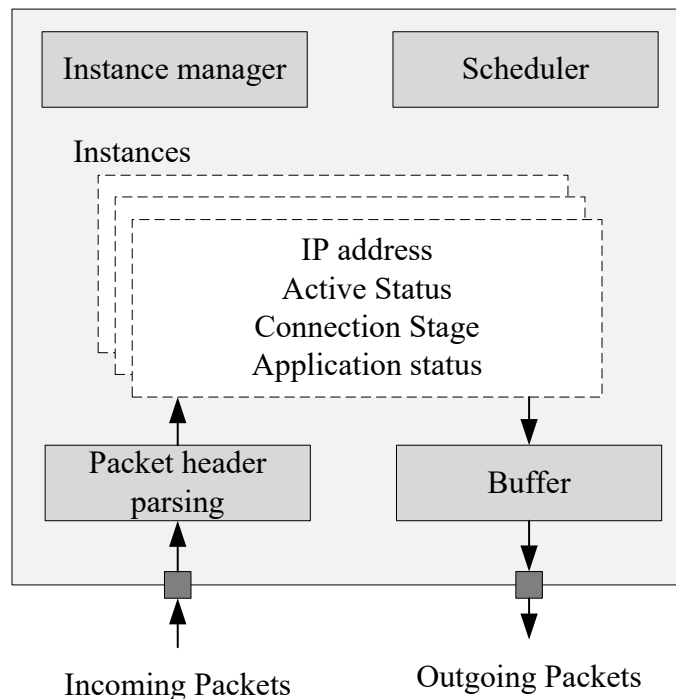 Instance manager
Scheduler
Instances
IP address
Active Status
Connection Stage
Application status
Packet header
parsing
Buffer
Incoming Packets
Outgoing Packets